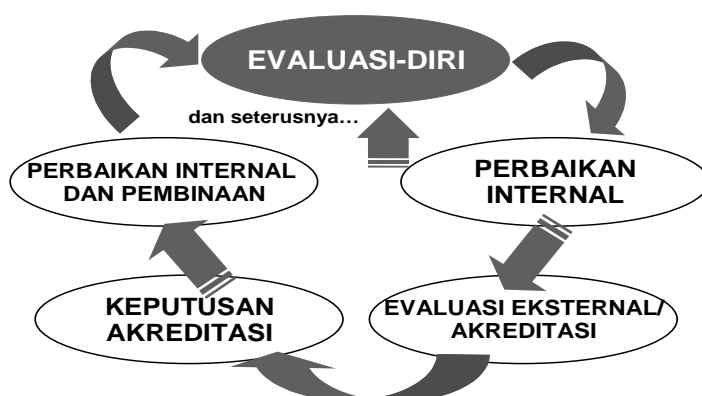 EVALUASI-DIRI
dan seterusnya…
PERBAIKAN INTERNAL
DAN PEMBINAAN
PERBAIKAN
INTERNAL
KEPUTUSAN
AKREDITASI
EVALUASI EKSTERNAL/
AKREDITASI